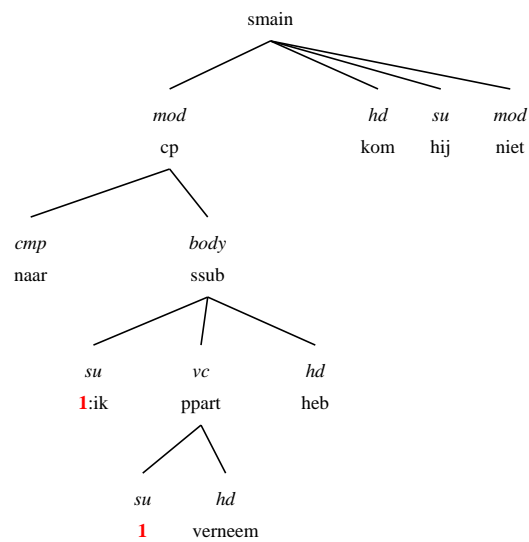 smain
mod hd su mod
cp kom hij niet
cmp body
naar ssub
su vc hd
1:ik ppart heb
su hd
1 verneem